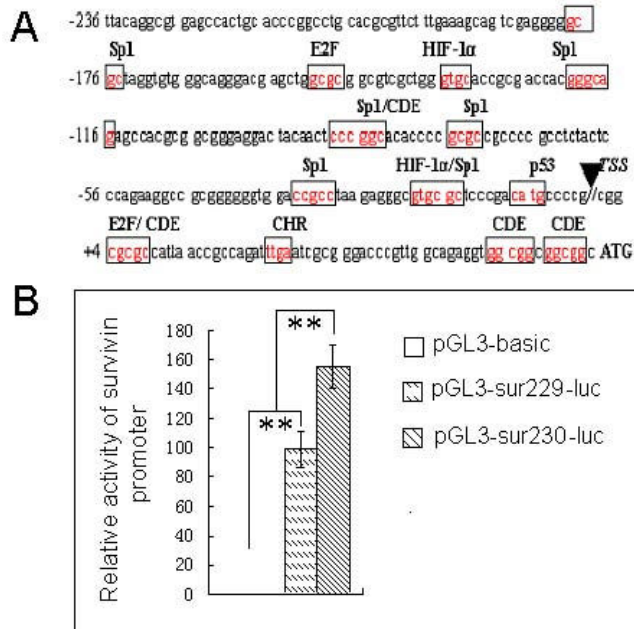 A
-236 ttacaggcgt gagccactgc acccggcctg cacgcgttct ttgaaagcag tcgagggggc
Sp1 E2F HIF-1α Sp1
-176 gctaggtgtg ggcagggacg agctggcgcg gcgtcgctgg gtgcaccgcg accacgggca
Sp1/CDE Sp1
-116 gagccacgcg gcgggaggac tacaactccc ggcacacccc gcgccgcccc gcctctactc
Sp1 HIF-1α/Sp1 p53 TSS
-56 ccagaaggcc gcggggggtg gaccgcctaa gagggcgtgc gctcccgaca tgccccg//cgg
E2F/ CDE CHR CDE CDE
+4 cgcgccatta accgccagat ttgaatcgcg ggacccgttg gcagaggtgg cggcggcggc ATG
B
Relative activity of survivin promoter
180
160
140
120
100
80
60
40
20
0
**
**
pGL3-basic
pGL3-sur229-luc
pGL3-sur230-luc